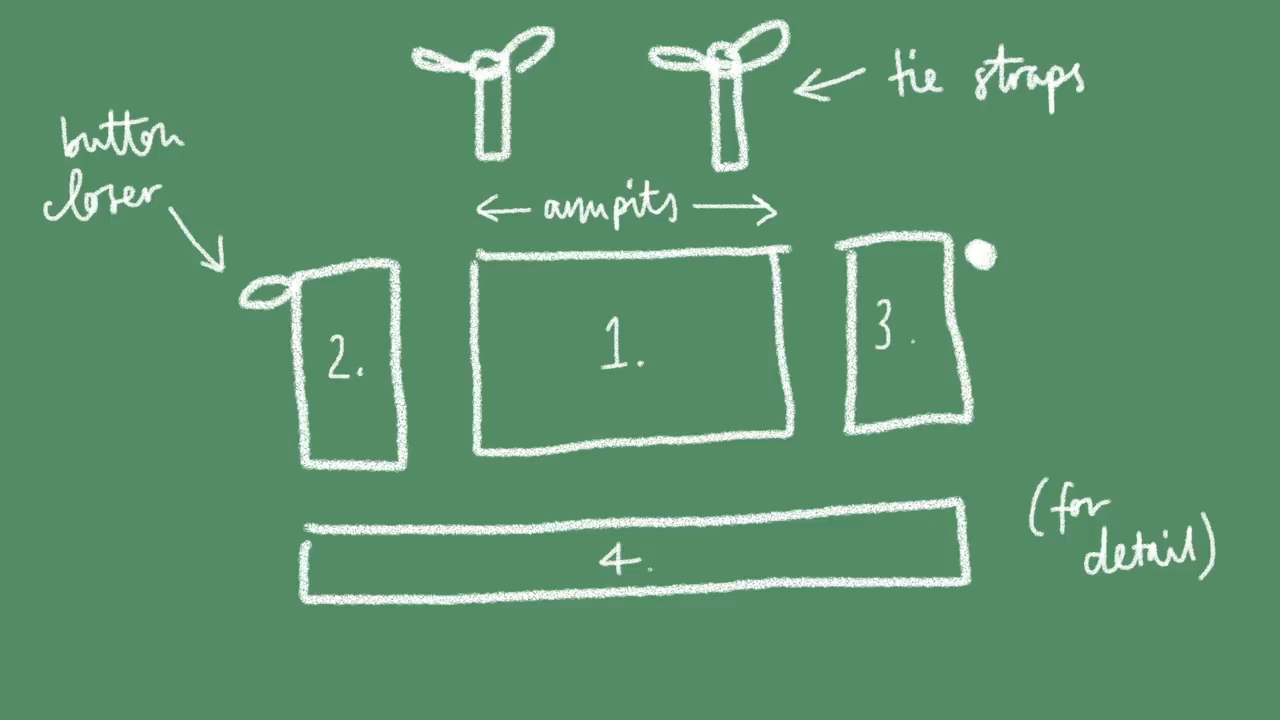 tie straps
button
closer
armpits
2.
1.
3.
4.
(for
detail)